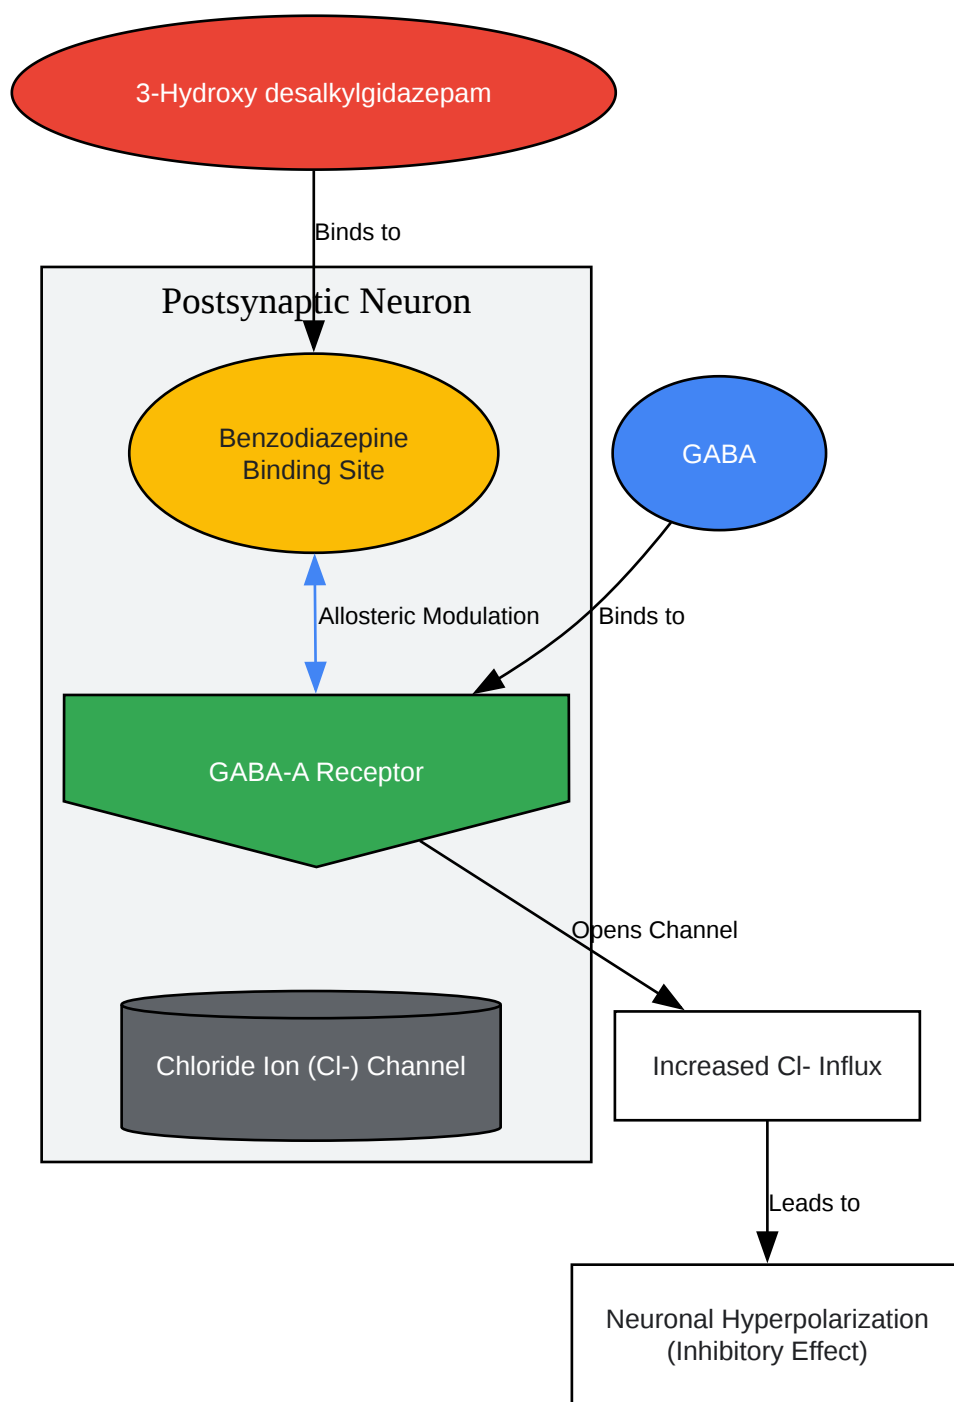 3-Hydroxy desalkylgidazepam
Binds to
Postsynaptic Neuron
Benzodiazepine
Binding Site
GABA
Allosteric Modulation
Binds to
GABA-A Receptor
Opens Channel
Chloride Ion (Cl-) Channel
Increased Cl- Influx
Leads to
Neuronal Hyperpolarization
(Inhibitory Effect)